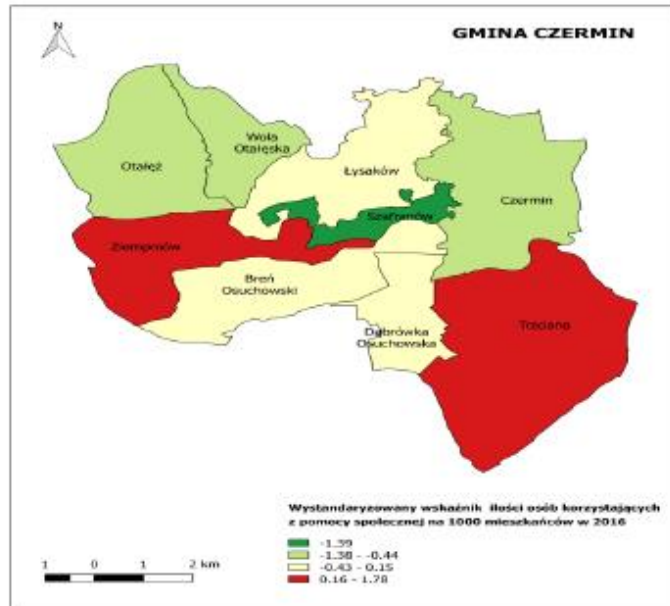 N
GMINA CZERMIN
Wola
Otałęska
Otałęż
Łysaków
Czermin
Szafranów
Ziempniów
Breń
Osuchowski
Trzciana
Dąbrówka
Osuchowska
Wystandaryzowany wskaźnik ilości osób korzystających
z pomocy społecznej na 1000 mieszkańców w 2016
-1.39
-1.38 - -0.44
-0.43 - 0.15
0.16 - 1.78
1 0 1 2 km